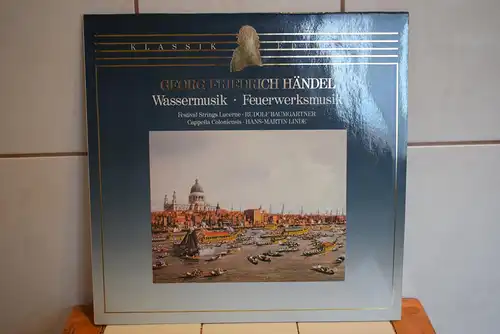 KLASSIK
GEORG FRIEDRICH HÄNDEL
Wassermusik · Feuerwerksmusik
Festival Strings Lucerne · RUDOLF BAUMGARTNER
Cappella Coloniensis · HANS-MARTIN LINDE